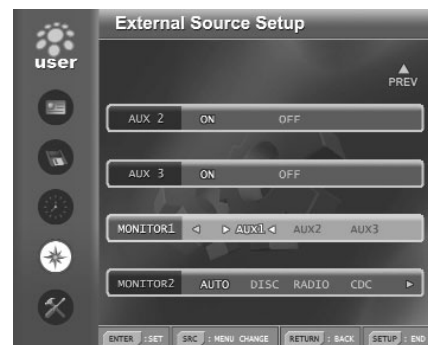 External Source Setup
user
PREV
AUX 2 ON OFF
AUX 3 ON OFF
MONITOR1 ◁ ▷ AUX1 ◁ AUX2 AUX3
MONITOR2 AUTO DISC RADIO CDC ▶
ENTER :SET SRC : MENU CHANGE RETURN : BACK SETUP : END